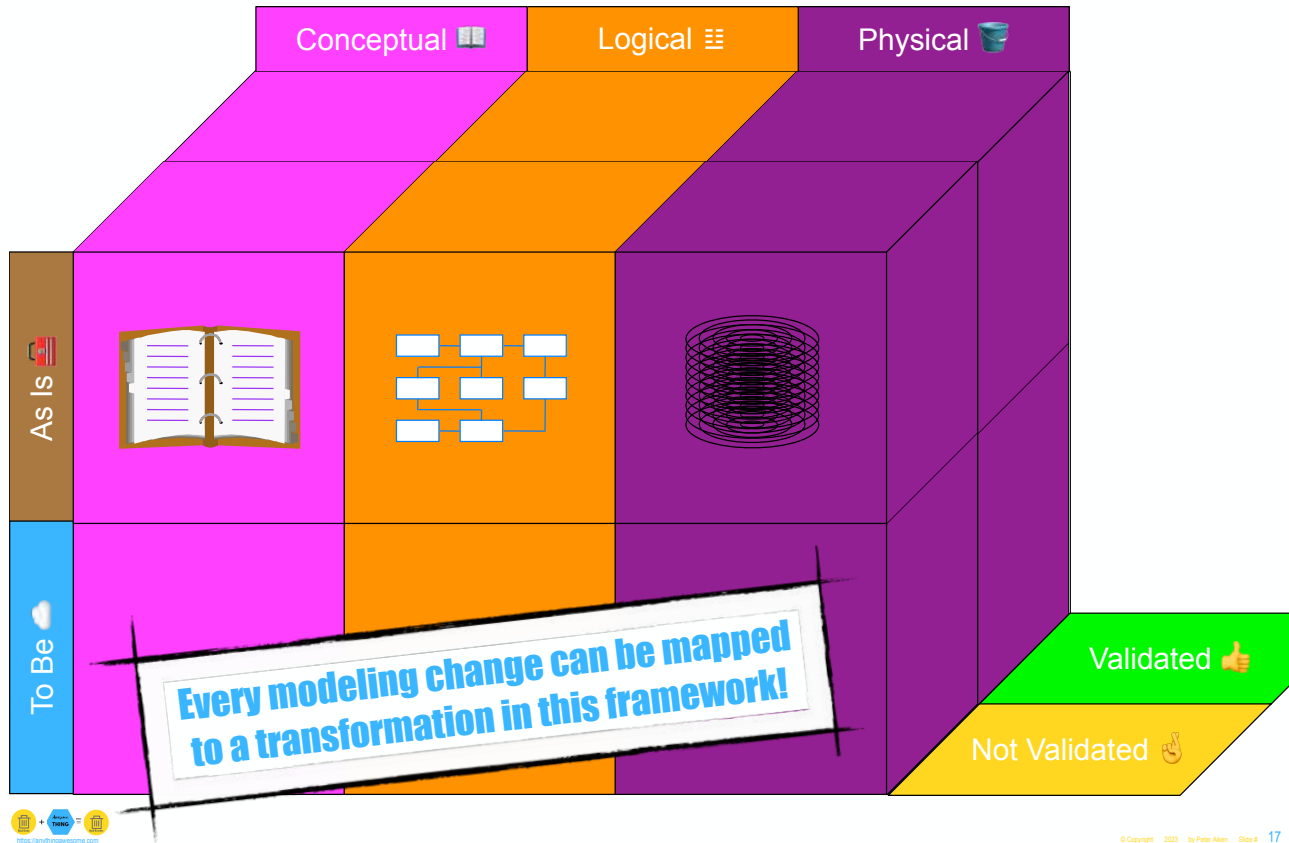 Conceptual
Logical
Physical
As Is
To Be
Every modeling change can be mapped
to a transformation in this framework!
Validated
Not Validated
THING
https://anythingawesome.com
© Copyright 2023 by Peter Aiken Slide # 17